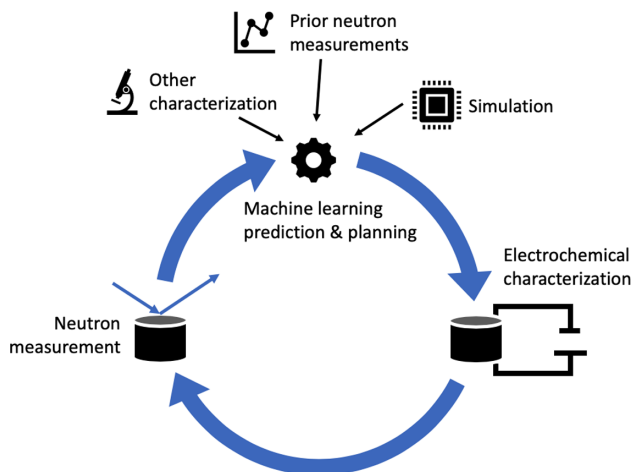 Prior neutron
measurements
Other
characterization
Simulation
Machine learning
prediction & planning
Electrochemical
characterization
Neutron
measurement